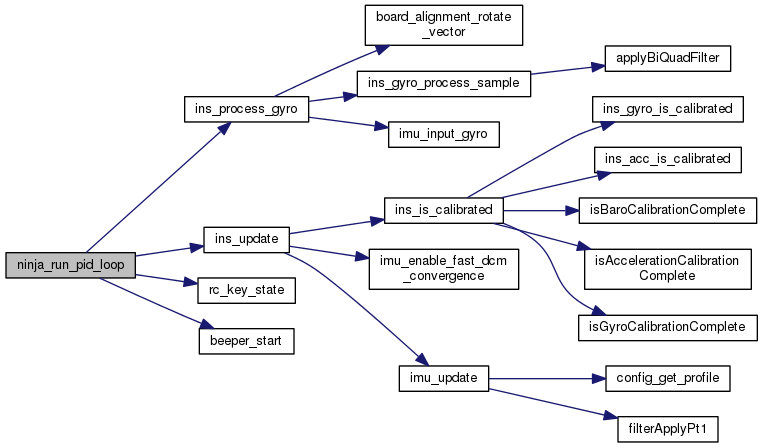 board_alignment_rotate
_vector
applyBiQuadFilter
ins_gyro_process_sample
ins_process_gyro
ins_gyro_is_calibrated
imu_input_gyro
ins_acc_is_calibrated
ins_is_calibrated
isBaroCalibrationComplete
ins_update
ninja_run_pid_loop
imu_enable_fast_dcm
_convergence
isAccelerationCalibration
Complete
rc_key_state
isGyroCalibrationComplete
beeper_start
imu_update
config_get_profile
filterApplyPt1